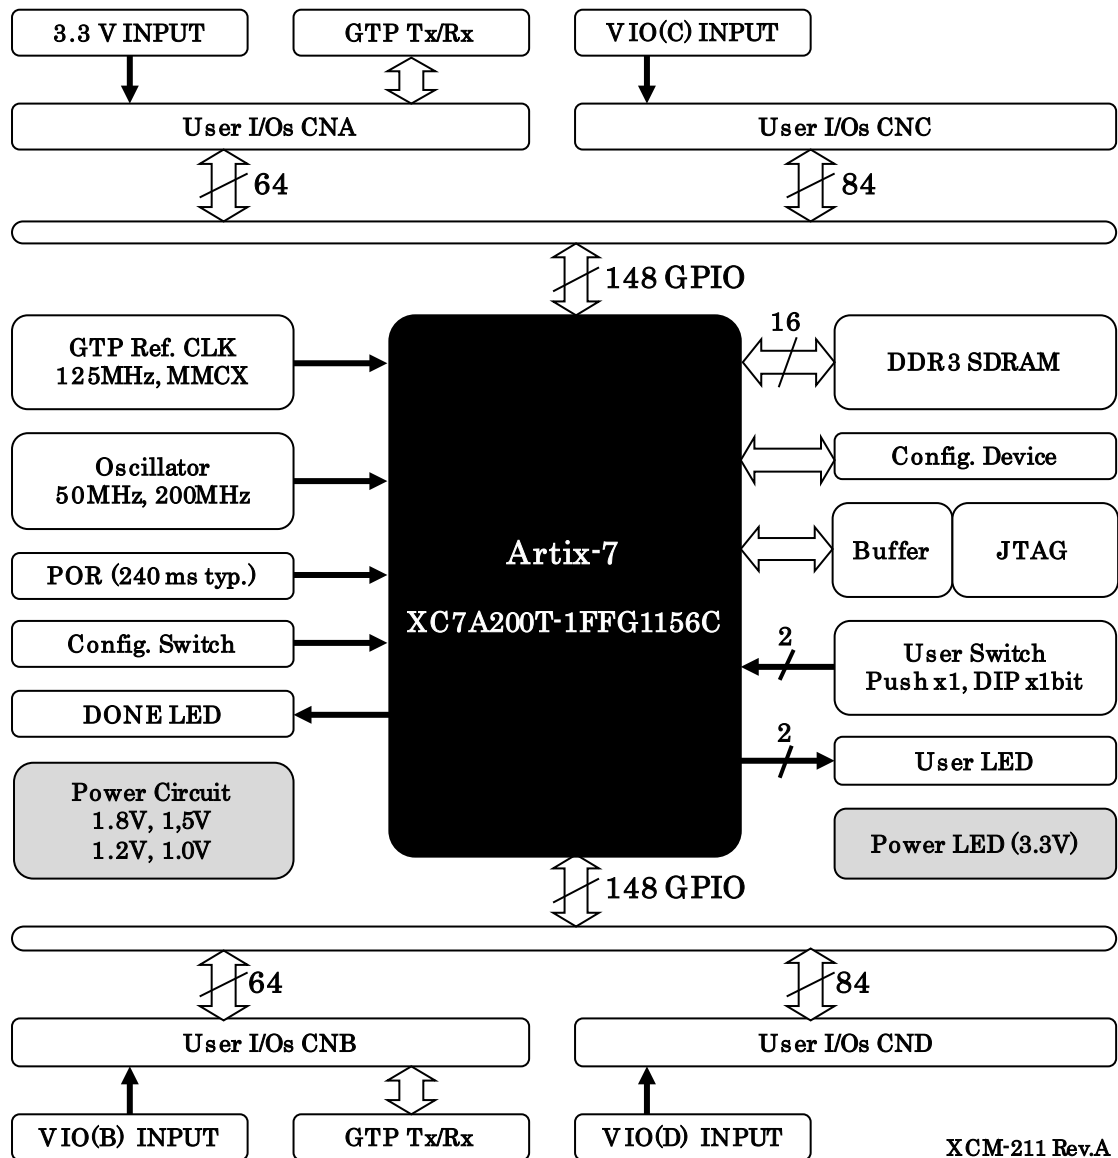 3.3 V INPUT
GTP Tx/Rx
VIO(C) INPUT
User I/Os CNA
User I/Os CNC
64
84
148 GPIO
GTP Ref. CLK
125MHz, MMCX
16
DDR3 SDRAM
Oscillator
50MHz, 200MHz
Config. Device
Artix-7
XC7A200T-1FFG1156C
Buffer
JTAG
POR (240 ms typ.)
Config. Switch
2
User Switch
Push x1, DIP x1bit
DONE LED
2
User LED
Power Circuit
1.8V, 1,5V
1.2V, 1.0V
Power LED (3.3V)
148 GPIO
64
84
User I/Os CNB
User I/Os CND
VIO(B) INPUT
GTP Tx/Rx
VIO(D) INPUT
XCM-211 Rev.A